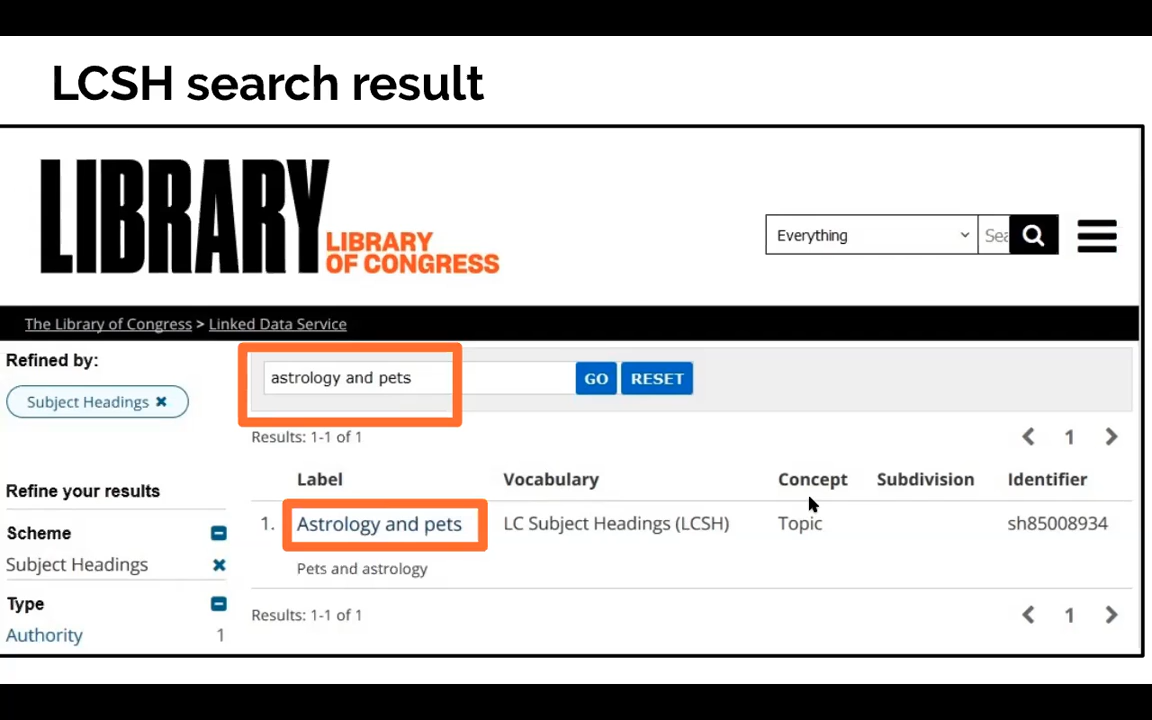 LCSH search result
LIBRARY
LIBRARY
OF CONGRESS
Everything
Sea
The Library of Congress > Linked Data Service
Refined by:
Subject Headings ×
astrology and pets
GO
RESET
Results: 1-1 of 1
1
Refine your results
Label Vocabulary Concept Subdivision Identifier
1. Astrology and pets LC Subject Headings (LCSH) Topic sh85008934
Pets and astrology
Scheme
Subject Headings ×
Type
Authority 1
Results: 1-1 of 1
1